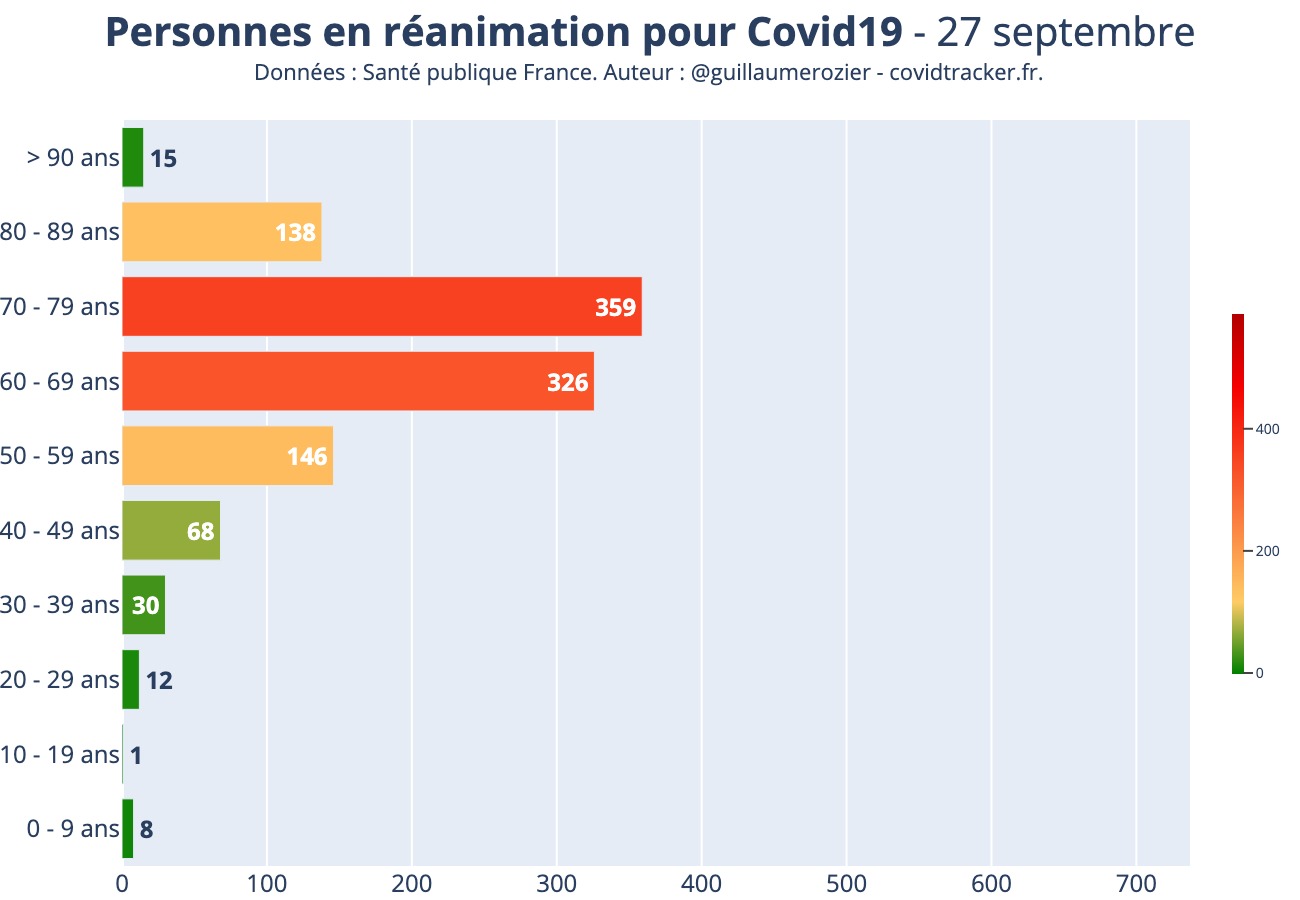 Personnes en réanimation pour Covid19 - 27 septembre
Données : Santé publique France. Auteur : @guillaumerozier - covidtracker.fr.
> 90 ans 15
80 - 89 ans 138
70 - 79 ans 359
60 - 69 ans 326
50 - 59 ans 146
40 - 49 ans 68
30 - 39 ans 30
20 - 29 ans 12
10 - 19 ans 1
0 - 9 ans 8
0 100 200 300 400 500 600 700
400
200
0